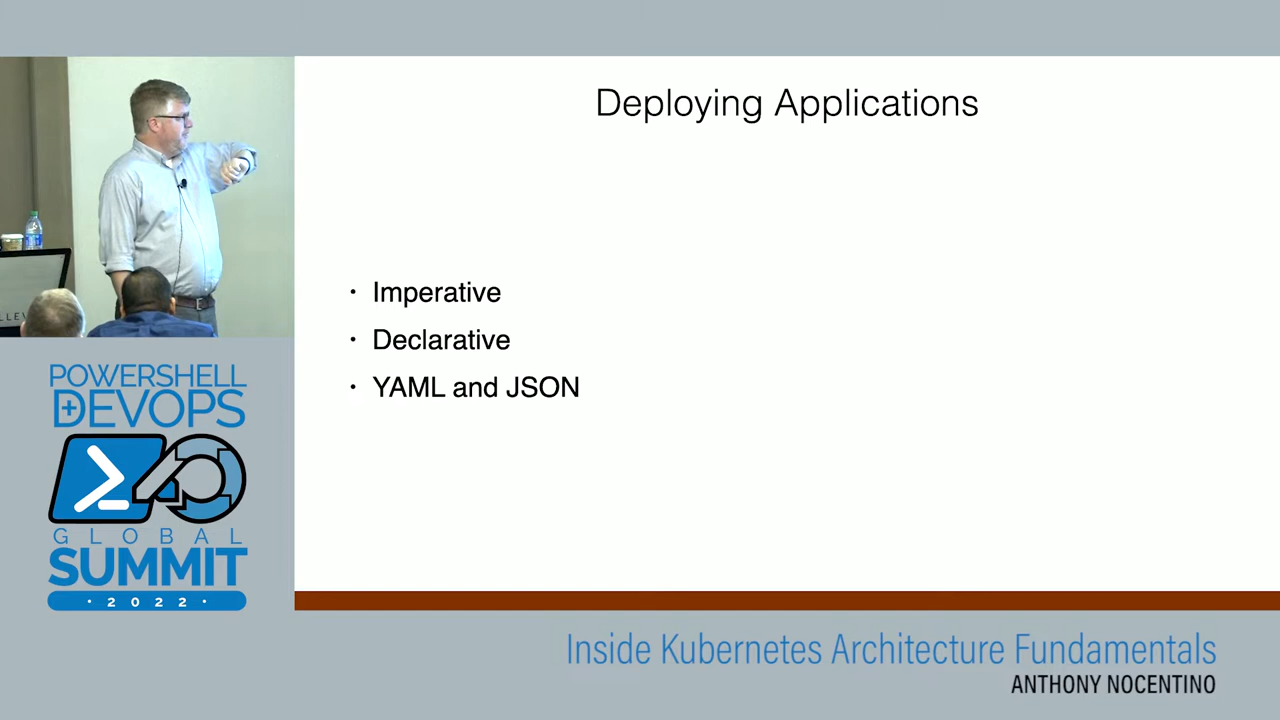 Deploying Applications
• Imperative
• Declarative
• YAML and JSON
POWERSHELL
+DEVOPS
GLOBAL
SUMMIT
· 2022 ·
Inside Kubernetes Architecture Fundamentals
ANTHONY NOCENTINO